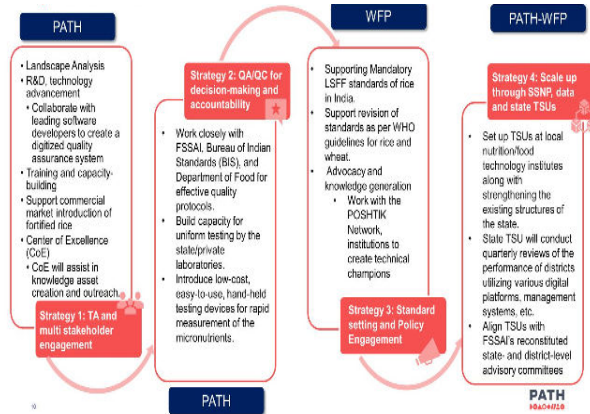 PATH
Landscape Analysis
R&D, technology
advancement
Collaborate with
leading software
developers to create a
digitized quality
assurance system
Training and capacity-
building
Support commercial
market introduction of
fortified rice
Center of Excellence
(CoE)
CoE will assist in
knowledge asset
creation and outreach.
Strategy 1: TA and
multi stakeholder
engagement
Strategy 2: QA/QC for
decision-making and
accountability
Work closely with
FSSAI, Bureau of Indian
Standards (BIS), and
Department of Food for
effective quality
protocols.
Build capacity for
uniform testing by the
state/private
laboratories.
Introduce low-cost,
easy-to-use, hand-held
testing devices for rapid
measurement of the
micronutrients.
PATH
WFP
Supporting Mandatory
LSFF standards of rice
in India.
Support revision of
standards as per WHO
guidelines for rice and
wheat.
Advocacy and
knowledge generation
Work with the
POSHTIK
Network,
institutions to
create technical
champions
Strategy 3: Standard
setting and Policy
Engagement
PATH-WFP
Strategy 4: Scale up
through SSNP, data
and state TSUs
Set up TSUs at local
nutrition/food
technology institutes
along with
strengthening the
existing structures of
the state.
State TSU will conduct
quarterly reviews of the
performance of districts
utilizing various digital
platforms, management
systems, etc.
Align TSUs with
FSSAI's reconstituted
state- and district-level
advisory committees
PATH